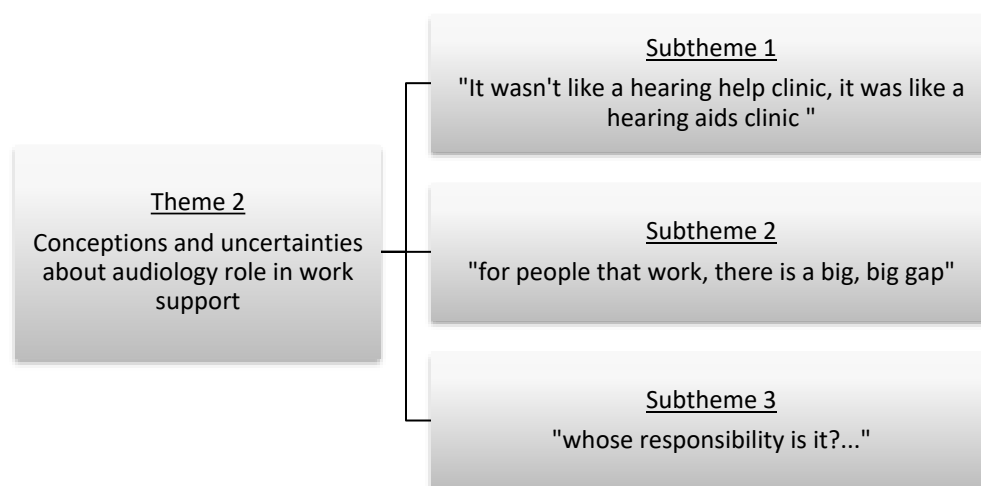 Theme 2
Conceptions and uncertainties
about audiology role in work
support
Subtheme 1
"It wasn't like a hearing help clinic, it was like a
hearing aids clinic "
Subtheme 2
"for people that work, there is a big, big gap"
Subtheme 3
"whose responsibility is it?..."